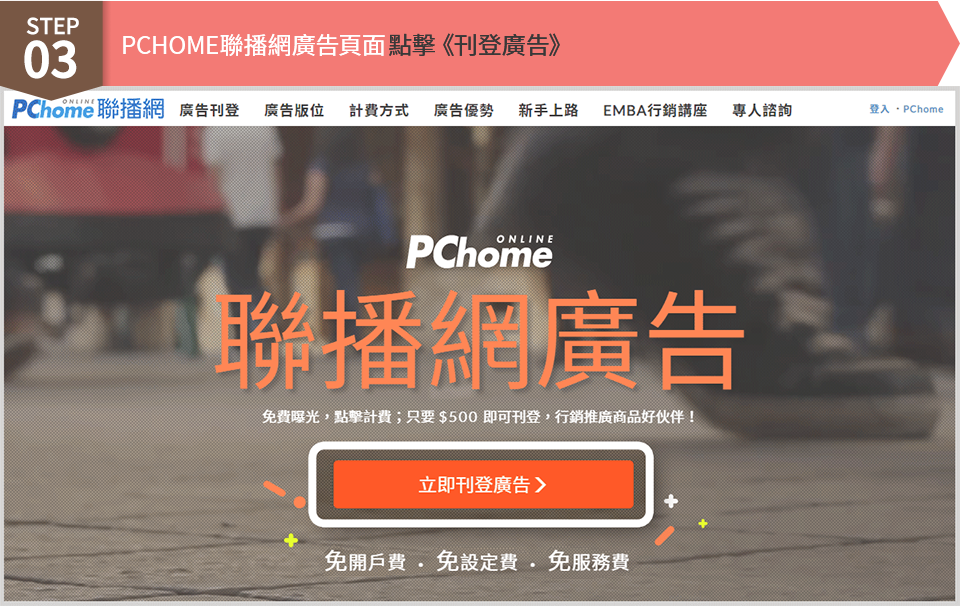 STEP
03
PCHOME聯播網廣告頁面 點擊《刊登廣告》
PChome ONLINE 聯播網 廣告刊登 廣告版位 計費方式 廣告優勢 新手上路 EMBA行銷講座 專人諮詢 登入 · PChome
PChome ONLINE
聯播網廣告
免費曝光，點擊計費；只要 $500 即可刊登，行銷推廣商品好伙伴！
立即刊登廣告 >
免開戶費 · 免設定費 · 免服務費